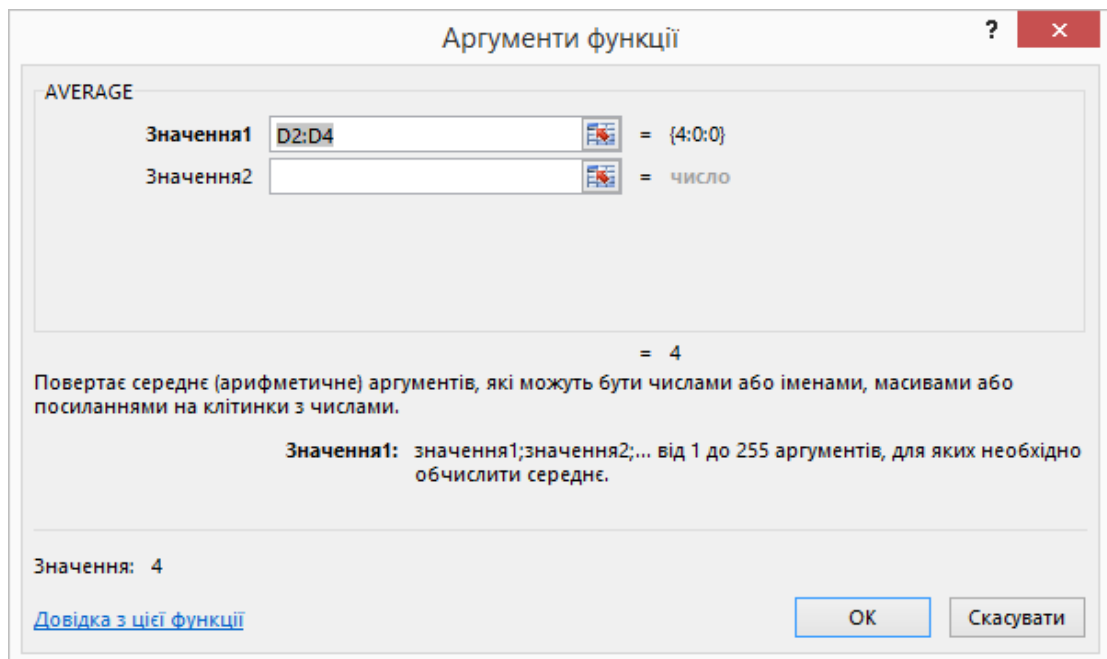 Аргументи функції
?
×
AVERAGE
Значення1 D2:D4 = {4:0:0}
Значення2 = число
= 4
Повертає середнє (арифметичне) аргументів, які можуть бути числами або іменами, масивами або
посиланнями на клітинки з числами.
Значення1: значення1;значення2;... від 1 до 255 аргументів, для яких необхідно
обчислити середнє.
Значення: 4
Довідка з цієї функції
ОК
Скасувати